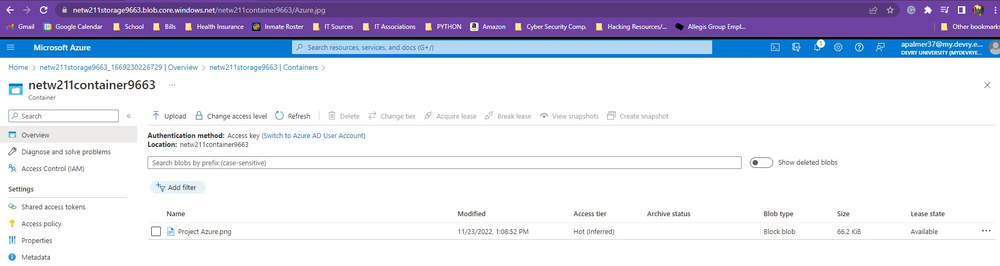 netw211storage9663.blob.core.windows.net/netw211container9663/Azure.jpg
Gmail 31 Google Calendar School Bills Health Insurance Inmate Roster IT Sources IT Associations PYTHON a Amazon Cyber Security Comp. Hacking Resources/... Allegis Group Empl... Other bookmarks
Microsoft Azure Search resources, services, and docs (G+/) 5 apalmer37@my.devry.e...
DEVRY UNIVERSITY (MYDEVRYE...
Home > netw211storage9663_1669230226729 | Overview > netw211storage9663 | Containers >
netw211container9663 ...
Container
Search «
Upload Change access level Refresh Delete Change tier Acquire lease Break lease View snapshots Create snapshot
Overview
Diagnose and solve problems
Access Control (IAM)
Settings
Shared access tokens
Access policy
Properties
Metadata
Authentication method: Access key (Switch to Azure AD User Account)
Location: netw211container9663
Search blobs by prefix (case-sensitive) Show deleted blobs
Add filter
Name Modified Access tier Archive status Blob type Size Lease state
Project Azure.png 11/23/2022, 1:08:52 PM Hot (Inferred) Block blob 66.2 KiB Available ...